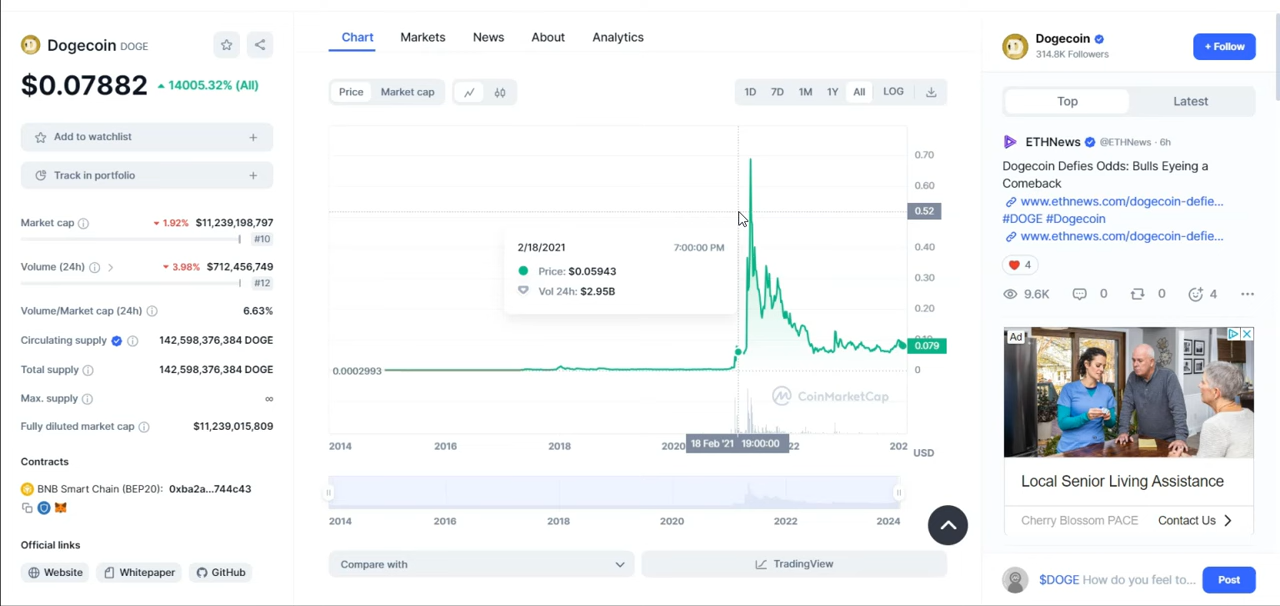 Dogecoin DOGE
$0.07882 14005.32% (All)
Add to watchlist +
Track in portfolio +
Market cap 1.92% $11,239,198,797
#10
Volume (24h) 3.98% $712,456,749
#12
Volume/Market cap (24h) 6.63%
Circulating supply 142,598,376,384 DOGE
Total supply 142,598,376,384 DOGE
Max. supply ∞
Fully diluted market cap $11,239,015,809
Contracts
BNB Smart Chain (BEP20): 0xba2a...744c43
Official links
Website Whitepaper GitHub
Chart Markets News About Analytics
Price Market cap
1D 7D 1M 1Y All LOG
0.70
0.60
0.52
0.40
0.30
0.20
0.079
0
0.0002993
2/18/2021 7:00:00 PM
Price: $0.05943
Vol 24h: $2.95B
CoinMarketCap
2014 2016 2018 2020 18 Feb '21 19:00:00 22 202
USD
2014 2016 2018 2020 2022 2024
Compare with
TradingView
Dogecoin
314.8K Followers
+ Follow
Top Latest
ETHNews @ETHNews · 6h
Dogecoin Defies Odds: Bulls Eyeing a
Comeback
www.ethnews.com/dogecoin-defie...
#DOGE #Dogecoin
www.ethnews.com/dogecoin-defie...
4
9.6K 0 0 4
Ad
Local Senior Living Assistance
Cherry Blossom PACE Contact Us
$DOGE How do you feel to... Post